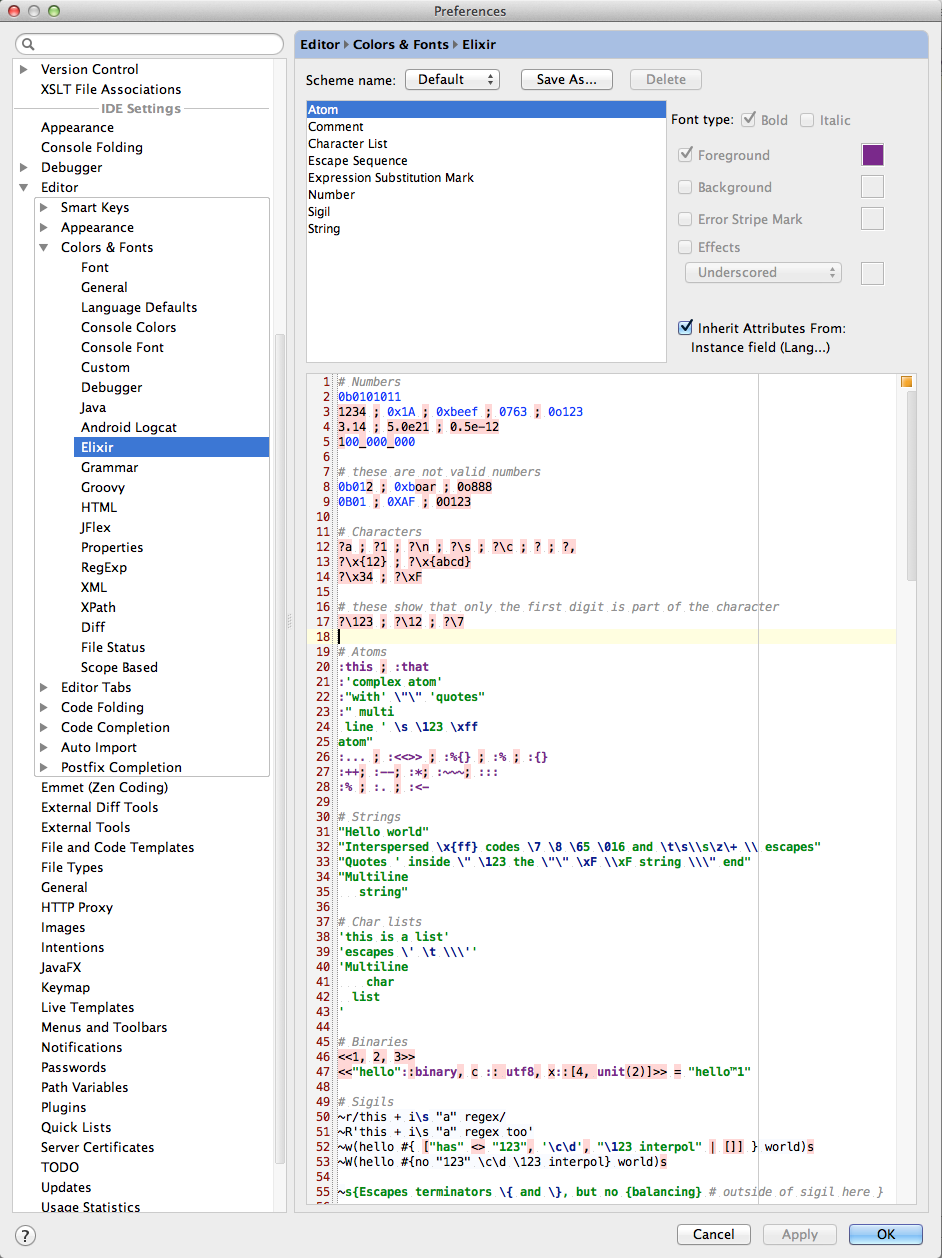 Preferences
Version Control
XSLT File Associations
IDE Settings
Appearance
Console Folding
Debugger
Editor
Smart Keys
Appearance
Colors & Fonts
Font
General
Language Defaults
Console Colors
Console Font
Custom
Debugger
Java
Android Logcat
Elixir
Grammar
Groovy
HTML
JFlex
Properties
RegExp
XML
XPath
Diff
File Status
Scope Based
Editor Tabs
Code Folding
Code Completion
Auto Import
Postfix Completion
Emmet (Zen Coding)
External Diff Tools
External Tools
File and Code Templates
File Types
General
HTTP Proxy
Images
Intentions
JavaFX
Keymap
Live Templates
Menus and Toolbars
Notifications
Passwords
Path Variables
Plugins
Quick Lists
Server Certificates
TODO
Updates
Usage Statistics
Editor ▸ Colors & Fonts ▸ Elixir
Scheme name: Default Save As... Delete
Atom
Comment
Character List
Escape Sequence
Expression Substitution Mark
Number
Sigil
String
Font type: Bold Italic
Foreground
Background
Error Stripe Mark
Effects
Underscored
Inherit Attributes From:
Instance field (Lang...)
1 # Numbers
2 0b0101011
3 1234 ; 0x1A ; 0xbeef ; 0763 ; 0o123
4 3.14 ; 5.0e21 ; 0.5e-12
5 100_000_000
6
7 # these are not valid numbers
8 0b012 ; 0xboar ; 0o888
9 0B01 ; 0XAF ; 0O123
10
11 # Characters
12 ?a ; ?1 ; ?\n ; ?\s ; ?\c ; ? ; ?,
13 ?\x{12} ; ?\x{abcd}
14 ?\x34 ; ?\xF
15
16 # these show that only the first digit is part of the character
17 ?\123 ; ?\12 ; ?\7
18
19 # Atoms
20 :this ; :that
21 :'complex atom'
22 :"with' \"\" 'quotes"
23 :" multi
24  line ' \s \123 \xff
25 atom"
26 :... ; :<<>> ; :%{} ; :% ; :{}
27 :++; :--; :*; :~~~; :::
28 :% ; :. ; :<-
29
30 # Strings
31 "Hello world"
32 "Interspersed \x{ff} codes \7 \8 \65 \016 and \t\s\\s\z\+ \\ escapes"
33 "Quotes ' inside \" \123 the \"\" \xF \\xF string \\\" end"
34 "Multiline
35    string"
36
37 # Char lists
38 'this is a list'
39 'escapes \' \t \\\''
40 'Multiline
41     char
42   list
43 '
44
45 # Binaries
46 <<1, 2, 3>>
47 <<"hello"::binary, c :: utf8, x::[4, unit(2)]>> = "hello™1"
48
49 # Sigils
50 ~r/this + i\s "a" regex/
51 ~R'this + i\s "a" regex too'
52 ~w(hello #{ ["has" <> "123", '\c\d', "\123 interpol" | []] } world)s
53 ~W(hello #{no "123" \c\d \123 interpol} world)s
54
55 ~s{Escapes terminators \{ and \}, but no {balancing} # outside of sigil here }
?
Cancel Apply OK